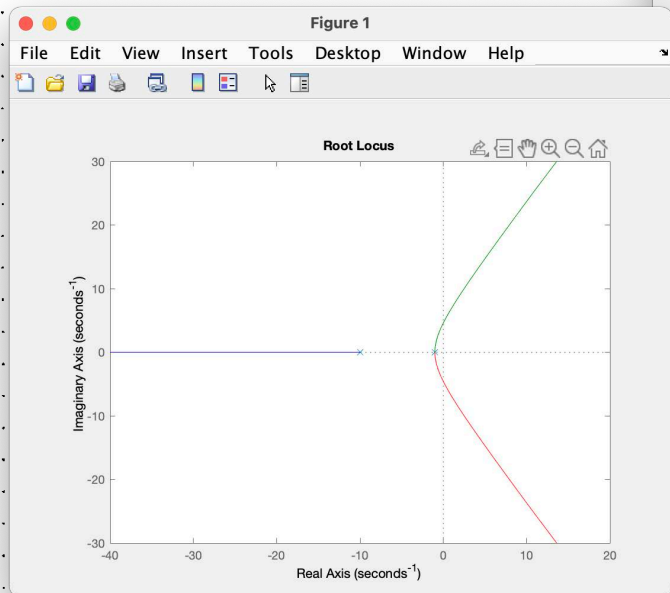 Figure 1
File Edit View Insert Tools Desktop Window Help
Root Locus
30
20
10
0
-10
-20
-30
Imaginary Axis (seconds⁻¹)
-40 -30 -20 -10 0 10 20
Real Axis (seconds⁻¹)